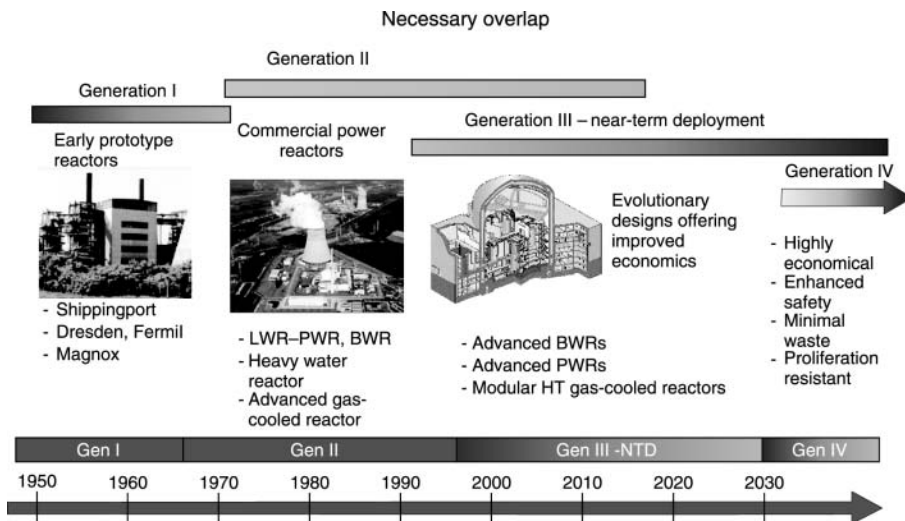 Necessary overlap
Generation II
Generation I
Generation III – near-term deployment
Generation IV
Early prototype
reactors
- Shippingport
- Dresden, Fermil
- Magnox
Commercial power
reactors
- LWR–PWR, BWR
- Heavy water
reactor
- Advanced gas-
cooled reactor
Evolutionary
designs offering
improved
economics
- Advanced BWRs
- Advanced PWRs
- Modular HT gas-cooled reactors
- Highly
economical
- Enhanced
safety
- Minimal
waste
- Proliferation
resistant
Gen I Gen II Gen III -NTD Gen IV
1950 1960 1970 1980 1990 2000 2010 2020 2030